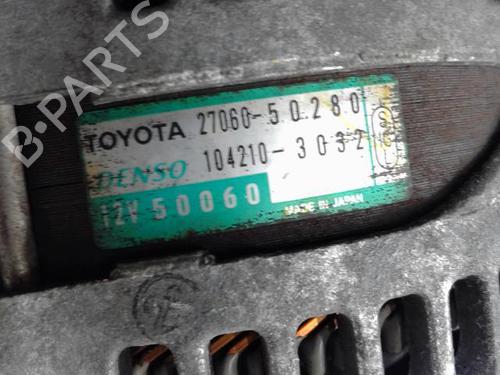 B-PARTS
TOYOTA 27060-50280
DENSO 104210-3032
12V 50060
MADE IN JAPAN